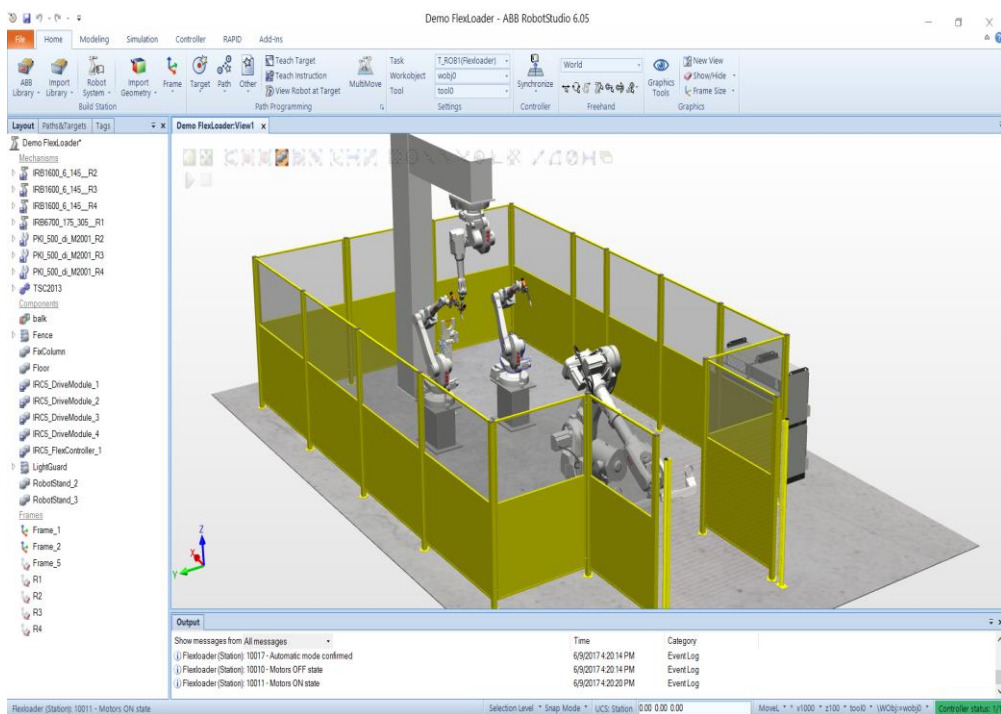 Demo FlexLoader - ABB RobotStudio 6.05
File Home Modeling Simulation Controller RAPID Add-Ins
ABB Library
Import Library
Robot System
Import Geometry
Frame
Build Station
Target
Path
Other
Teach Target
Teach Instruction
View Robot at Target
Path Programming
MultiMove
Task T_ROB1(Flexloader)
Workobject wobj0
Tool tool0
Settings
Synchronize
Controller
World
Freehand
Graphics Tools
New View
Show/Hide
Frame Size
Graphics
Layout Paths&Targets Tags
Demo FlexLoader:View1
Demo FlexLoader*
Mechanisms
IRB1600_6_145__R2
IRB1600_6_145__R3
IRB1600_6_145__R4
IRB6700_175_305__R1
PKI_500_di_M2001_R2
PKI_500_di_M2001_R3
PKI_500_di_M2001_R4
TSC2013
Components
balk
Fence
FixColumn
Floor
IRC5_DriveModule_1
IRC5_DriveModule_2
IRC5_DriveModule_3
IRC5_DriveModule_4
IRC5_FlexController_1
LightGuard
RobotStand_2
RobotStand_3
Frames
Frame_1
Frame_2
Frame_5
R1
R2
R3
R4
Z
X
Y
Output
Show messages from All messages Time Category
Flexloader (Station): 10017 - Automatic mode confirmed 6/9/2017 4:20:14 PM Event Log
Flexloader (Station): 10010 - Motors OFF state 6/9/2017 4:20:14 PM Event Log
Flexloader (Station): 10011 - Motors ON state 6/9/2017 4:20:20 PM Event Log
Flexloader (Station): 10011 - Motors ON state Selection Level Snap Mode UCS: Station 0.00 0.00 0.00 MoveL * v1000 z100 tool0 \WObj:=wobj0 Controller status: 1/1